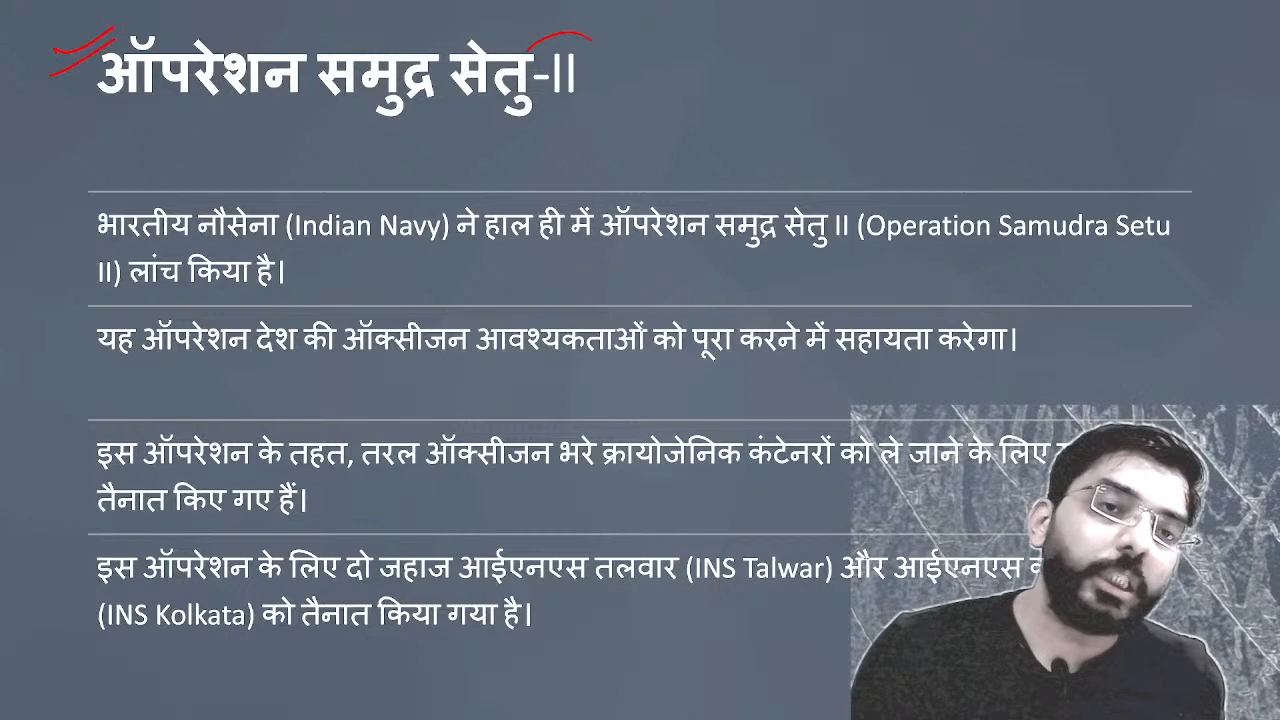 ऑपरेशन समुद्र सेतु-II
भारतीय नौसेना (Indian Navy) ने हाल ही में ऑपरेशन समुद्र सेतु II (Operation Samudra Setu
II) लांच किया है।
यह ऑपरेशन देश की ऑक्सीजन आवश्यकताओं को पूरा करने में सहायता करेगा।
इस ऑपरेशन के तहत, तरल ऑक्सीजन भरे क्रायोजेनिक कंटेनरों को ले जाने के लिए
तैनात किए गए हैं।
इस ऑपरेशन के लिए दो जहाज आईएनएस तलवार (INS Talwar) और आईएनएस
(INS Kolkata) को तैनात किया गया है।